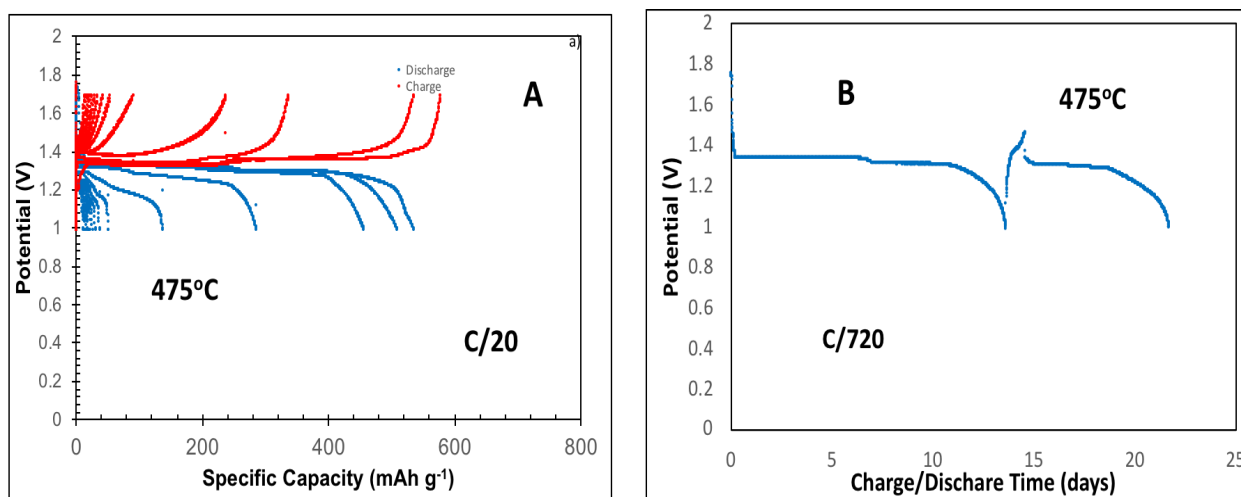 a)
2
1.8
1.6
1.4
1.2
1
0.8
0.6
0.4
0.2
0
Potential (V)
Discharge
Charge
A
475°C
C/20
0 200 400 600 800
Specific Capacity (mAh g-1)
2
1.8
1.6
1.4
1.2
1
0.8
0.6
0.4
0.2
0
Potential (V)
B
475°C
C/720
0 5 10 15 20 25
Charge/Dischare Time (days)